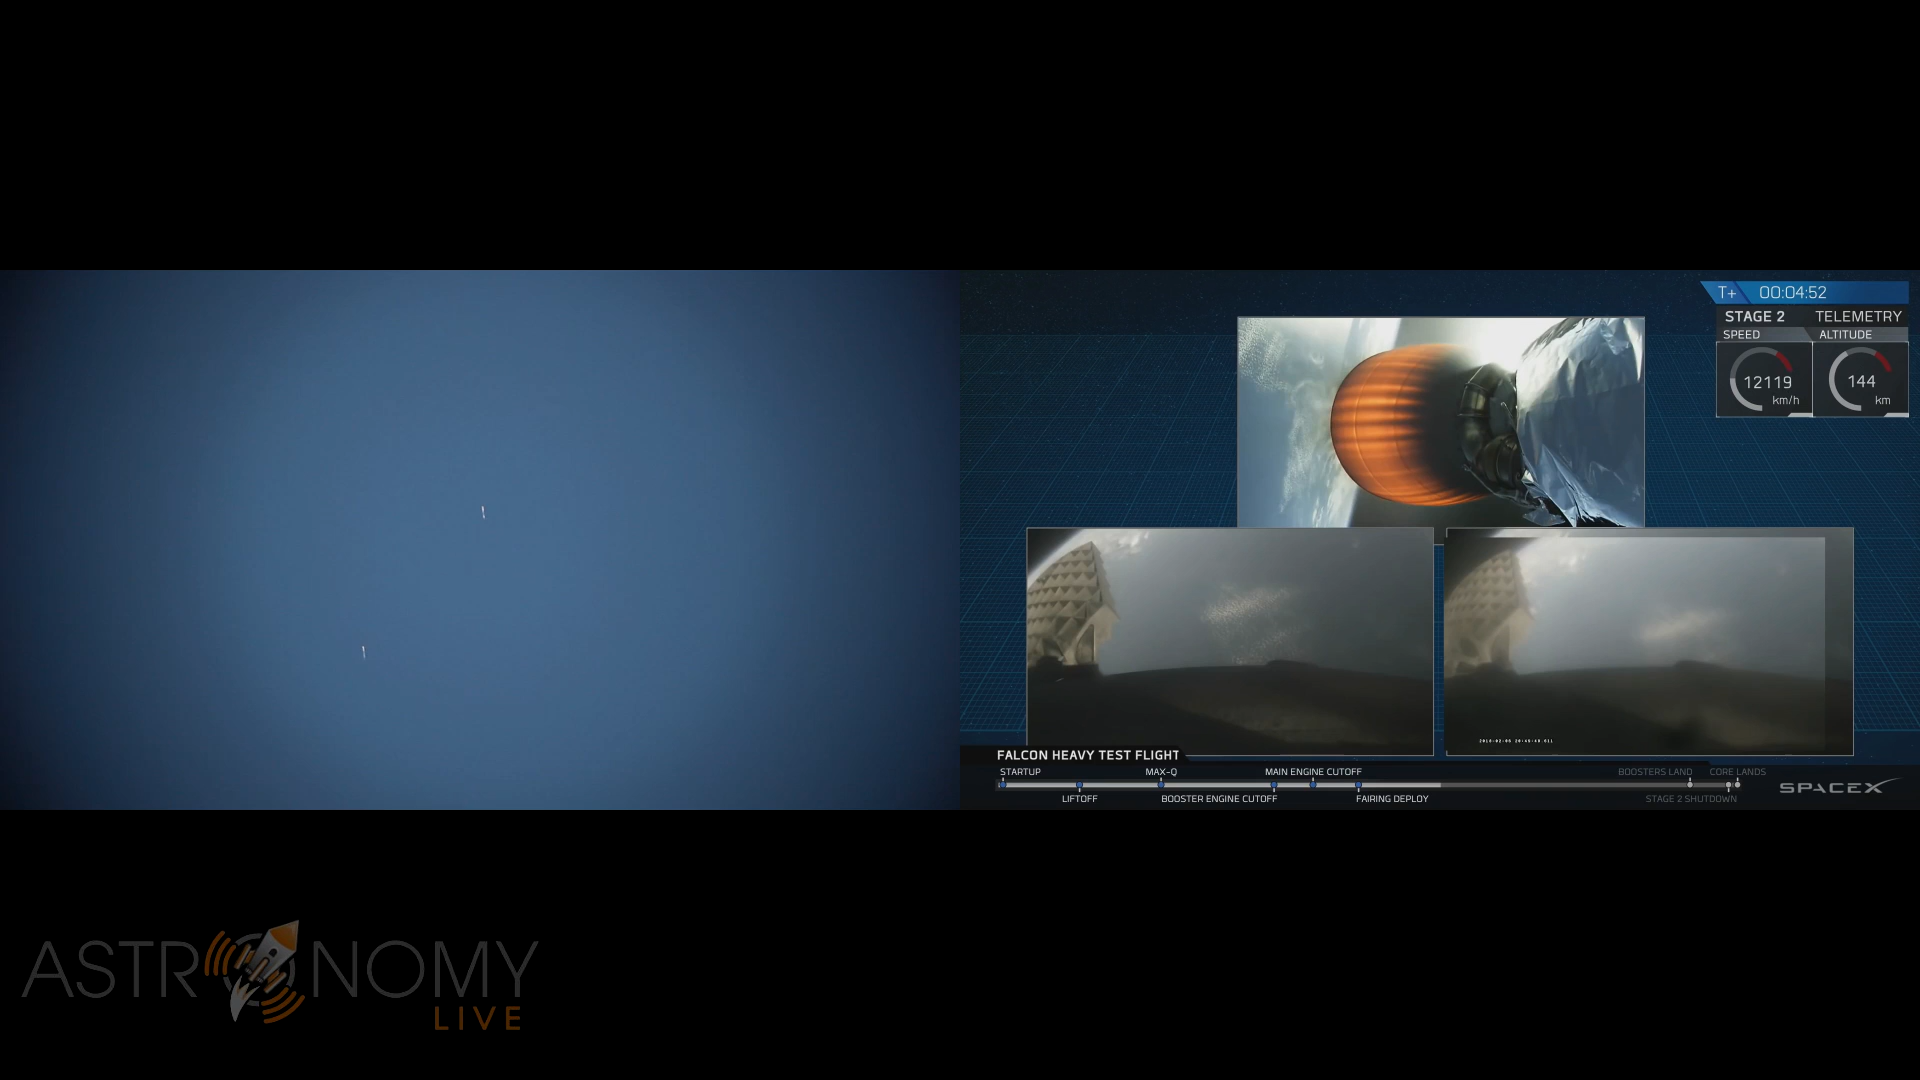 T+ 00:04:52
STAGE 2 TELEMETRY
SPEED ALTITUDE
12119 144
km/h km
FALCON HEAVY TEST FLIGHT
STARTUP MAX-Q MAIN ENGINE CUTOFF BOOSTERS LAND CORE LANDS
LIFTOFF BOOSTER ENGINE CUTOFF FAIRING DEPLOY STAGE 2 SHUTDOWN
SPACEX
ASTRONOMY
LIVE